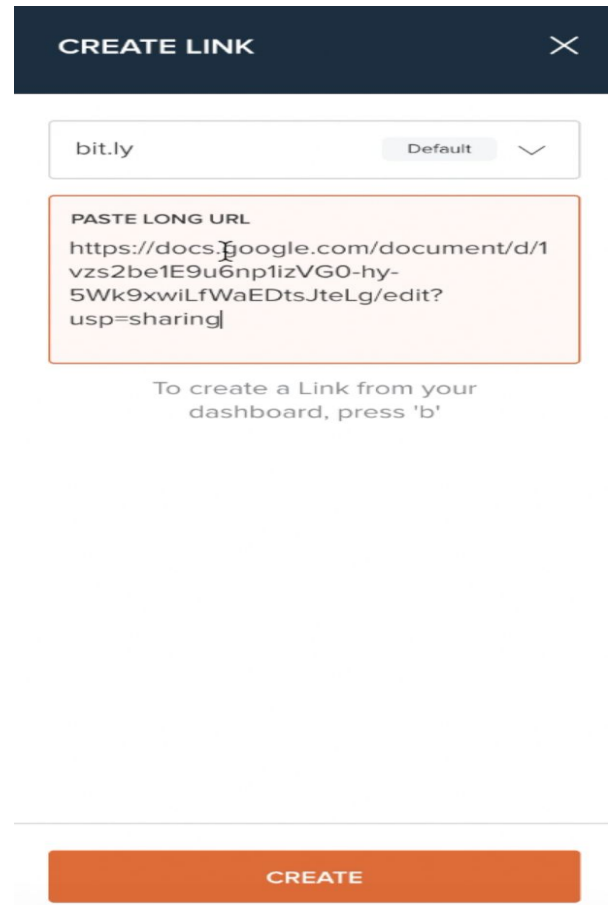 CREATE LINK
bit.ly
Default
PASTE LONG URL
https://docs.google.com/document/d/1
vzs2be1E9u6np1izVG0-hy-
5Wk9xwiLfWaEDtsJteLg/edit?
usp=sharing
To create a Link from your
dashboard, press 'b'
CREATE